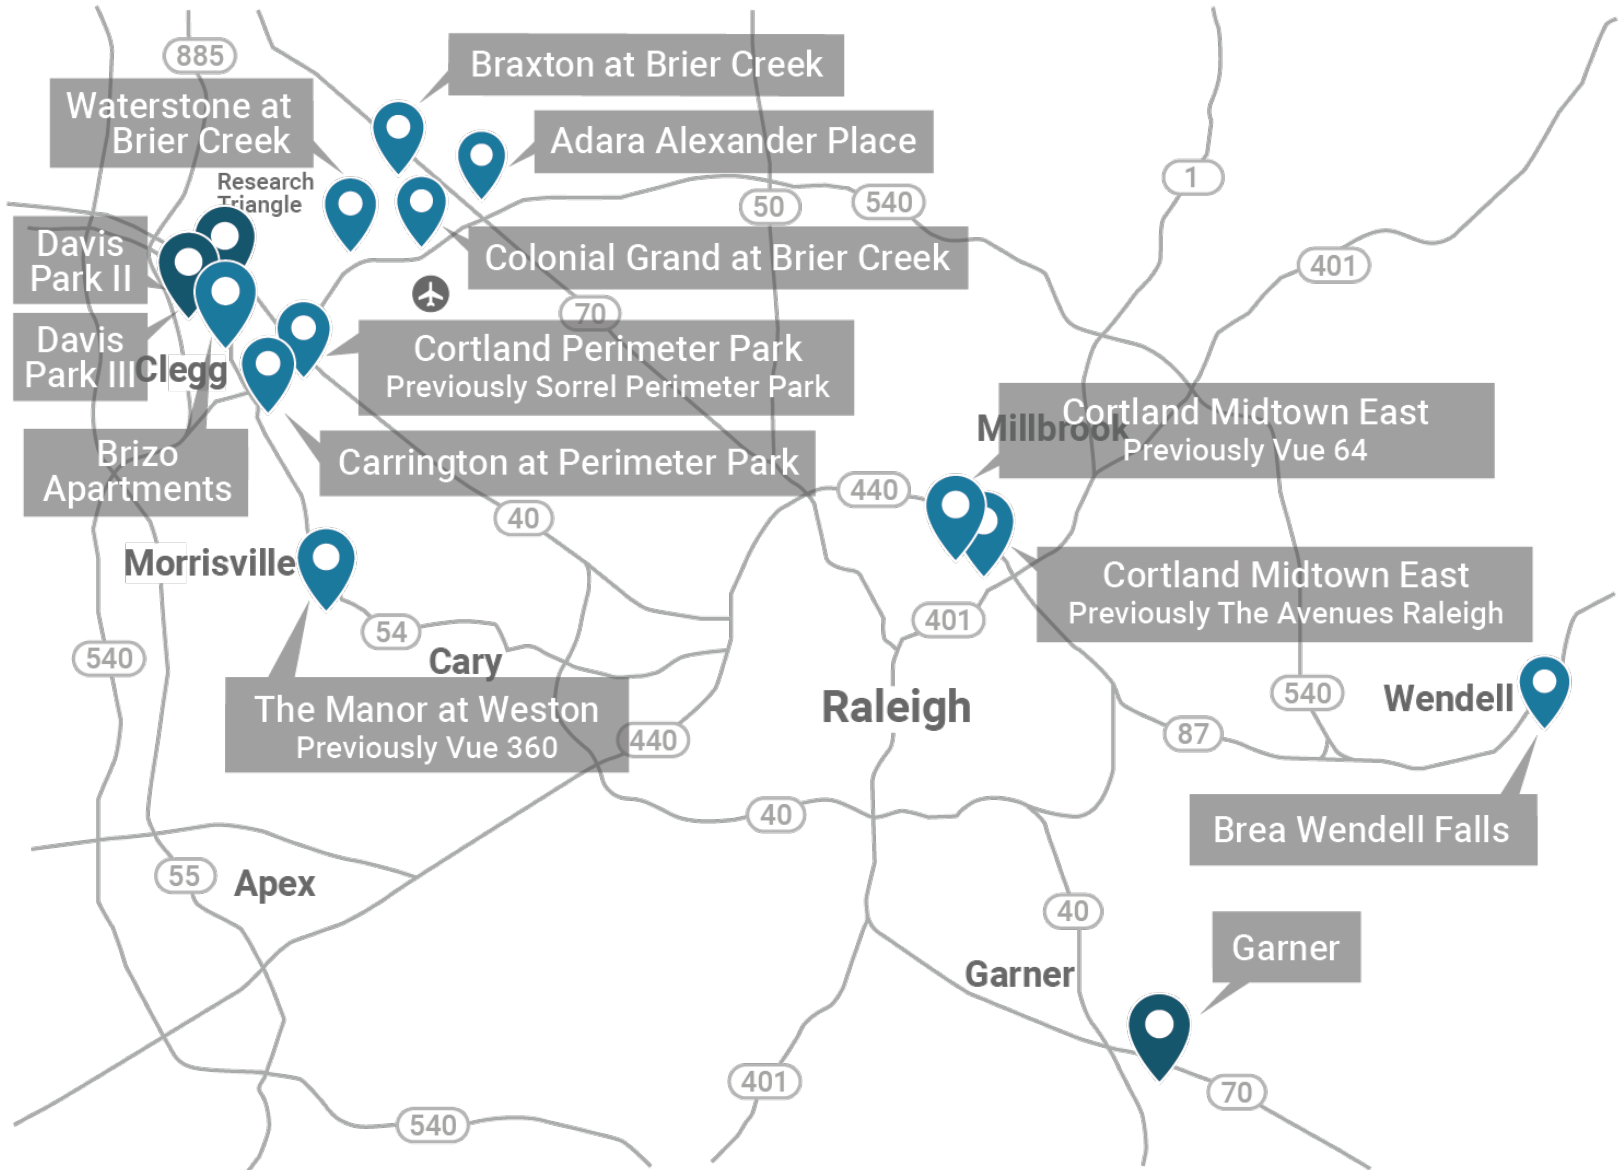 885
Braxton at Brier Creek
Waterstone at
Brier Creek
Adara Alexander Place
Research
Triangle
1
50
540
Davis
Park II
Colonial Grand at Brier Creek
401
70
Davis
Park III
Clegg
Cortland Perimeter Park
Previously Sorrel Perimeter Park
Millbrook
Cortland Midtown East
Previously Vue 64
Brizo
Apartments
Carrington at Perimeter Park
440
40
Morrisville
Cortland Midtown East
Previously The Avenues Raleigh
54
401
540
Cary
540
Wendell
The Manor at Weston
Previously Vue 360
Raleigh
440
87
40
Brea Wendell Falls
55
Apex
40
Garner
Garner
401
70
540